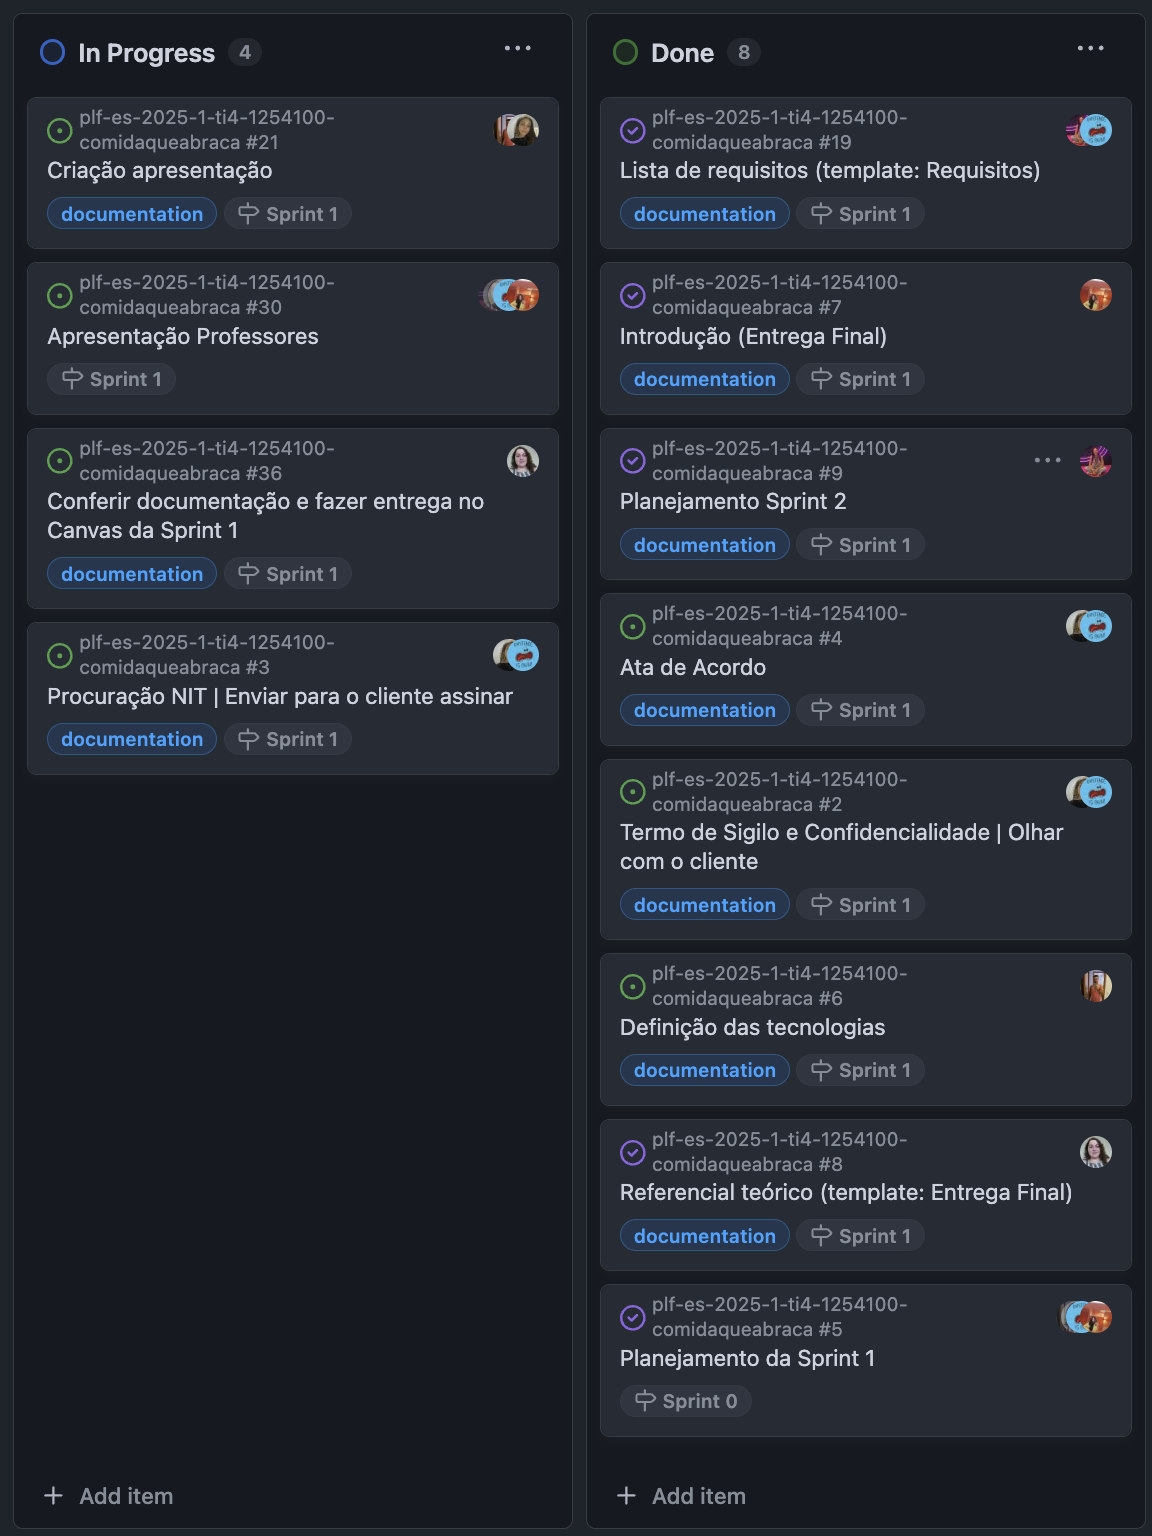 In Progress 4
plf-es-2025-1-ti4-1254100-
comidaqueabraca #21
Criação apresentação
documentation Sprint 1
plf-es-2025-1-ti4-1254100-
comidaqueabraca #30
Apresentação Professores
Sprint 1
plf-es-2025-1-ti4-1254100-
comidaqueabraca #36
Conferir documentação e fazer entrega no
Canvas da Sprint 1
documentation Sprint 1
plf-es-2025-1-ti4-1254100-
comidaqueabraca #3
Procuração NIT | Enviar para o cliente assinar
documentation Sprint 1
+ Add item
Done 8
plf-es-2025-1-ti4-1254100-
comidaqueabraca #19
Lista de requisitos (template: Requisitos)
documentation Sprint 1
plf-es-2025-1-ti4-1254100-
comidaqueabraca #7
Introdução (Entrega Final)
documentation Sprint 1
plf-es-2025-1-ti4-1254100-
comidaqueabraca #9
Planejamento Sprint 2
documentation Sprint 1
plf-es-2025-1-ti4-1254100-
comidaqueabraca #4
Ata de Acordo
documentation Sprint 1
plf-es-2025-1-ti4-1254100-
comidaqueabraca #2
Termo de Sigilo e Confidencialidade | Olhar
com o cliente
documentation Sprint 1
plf-es-2025-1-ti4-1254100-
comidaqueabraca #6
Definição das tecnologias
documentation Sprint 1
plf-es-2025-1-ti4-1254100-
comidaqueabraca #8
Referencial teórico (template: Entrega Final)
documentation Sprint 1
plf-es-2025-1-ti4-1254100-
comidaqueabraca #5
Planejamento da Sprint 1
Sprint 0
+ Add item